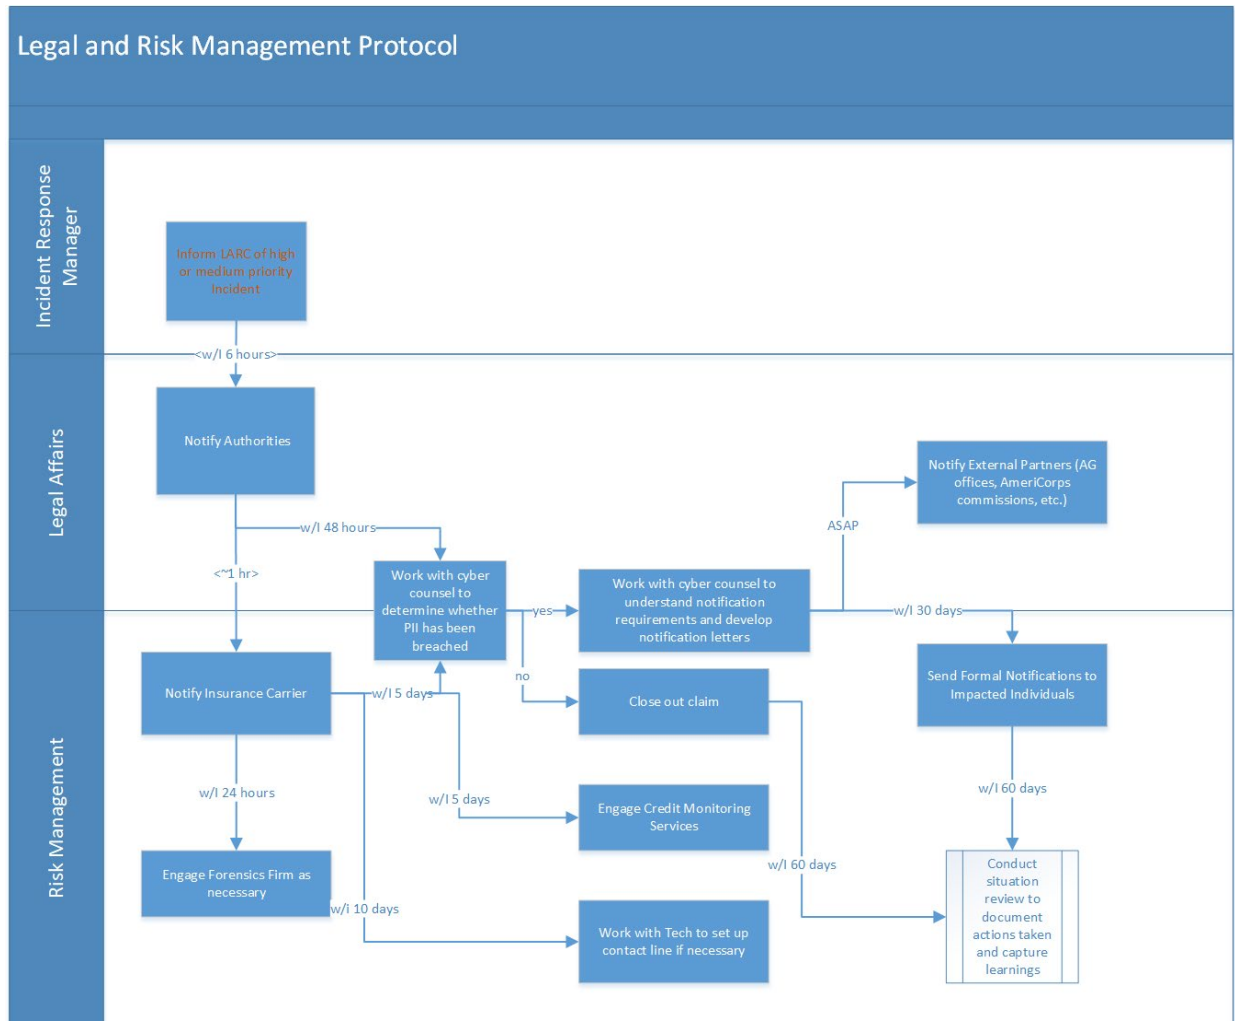 Legal and Risk Management Protocol
Incident Response
Manager
Inform LARC of high
or medium priority
Incident
<w/I 6 hours>
Legal Affairs
Notify Authorities
Notify External Partners (AG
offices, AmeriCorps
commissions, etc.)
w/I 48 hours
ASAP
<~1 hr>
Work with cyber
counsel to
determine whether
PII has been
breached
yes
Work with cyber counsel to
understand notification
requirements and develop
notification letters
w/I 30 days
Risk Management
Notify Insurance Carrier
w/I 5 days
no
Close out claim
Send Formal Notifications to
Impacted Individuals
w/I 24 hours
w/I 5 days
Engage Credit Monitoring
Services
w/I 60 days
w/I 60 days
Engage Forensics Firm as
necessary
w/i 10 days
Work with Tech to set up
contact line if necessary
Conduct
situation
review to
document
actions taken
and capture
learnings